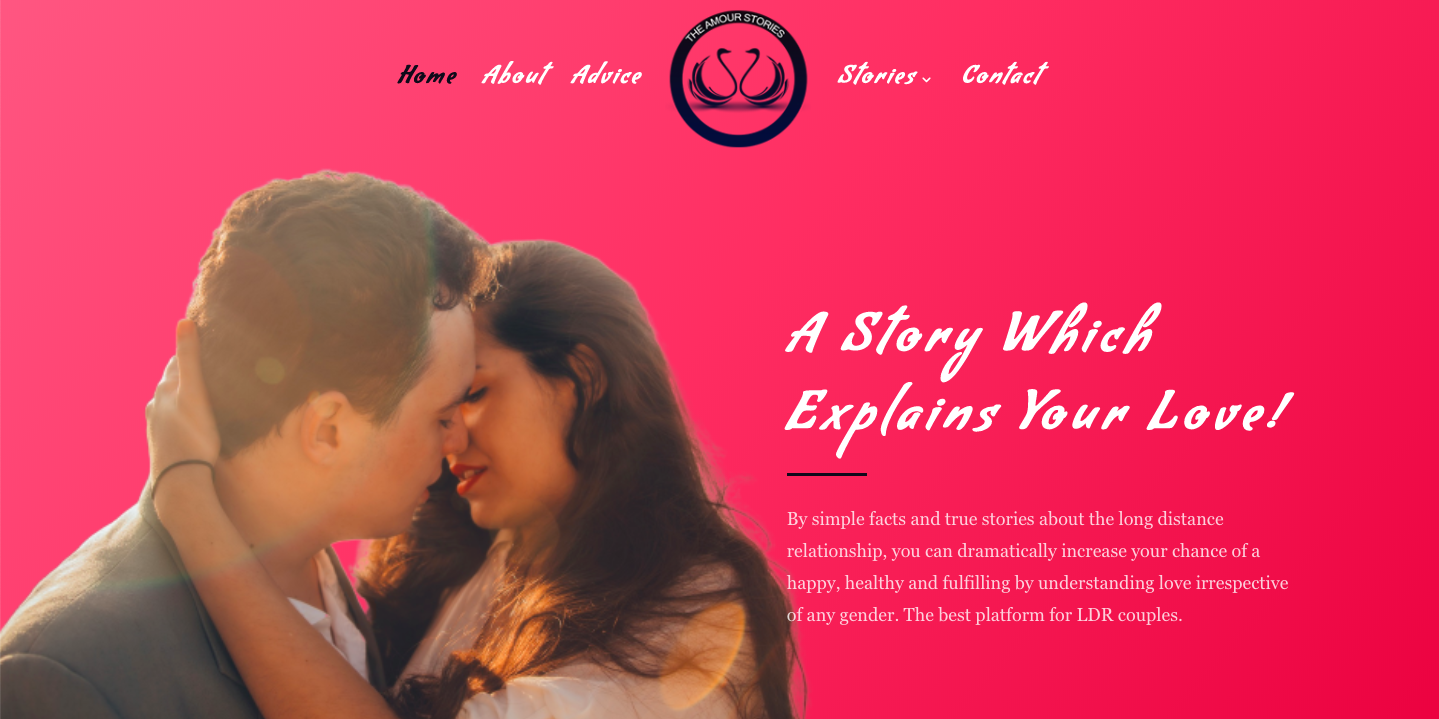 Home About Advice
THE AMOUR STORIES
Stories Contact
A Story Which
Explains Your Love!
By simple facts and true stories about the long distance
relationship, you can dramatically increase your chance of a
happy, healthy and fulfilling by understanding love irrespective
of any gender. The best platform for LDR couples.